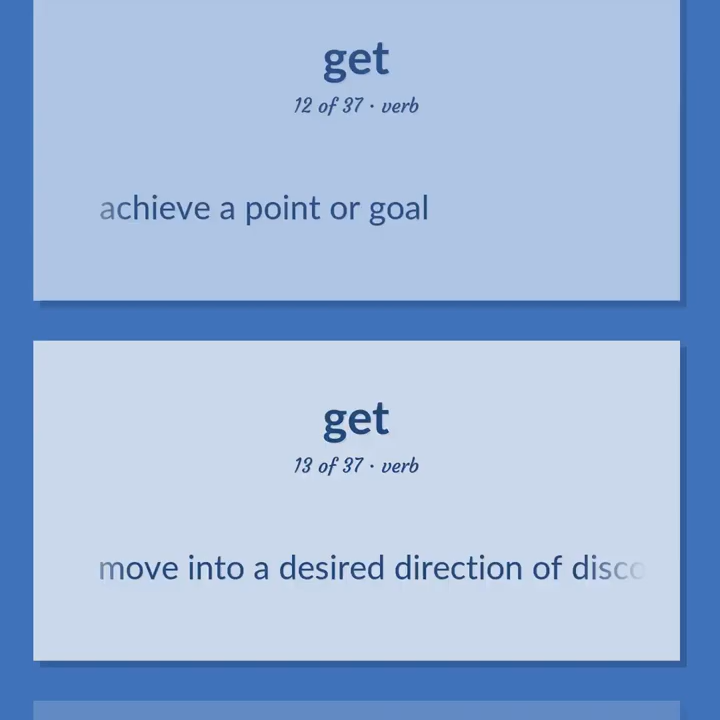 get
12 of 37 · verb
achieve a point or goal
get
13 of 37 · verb
move into a desired direction of